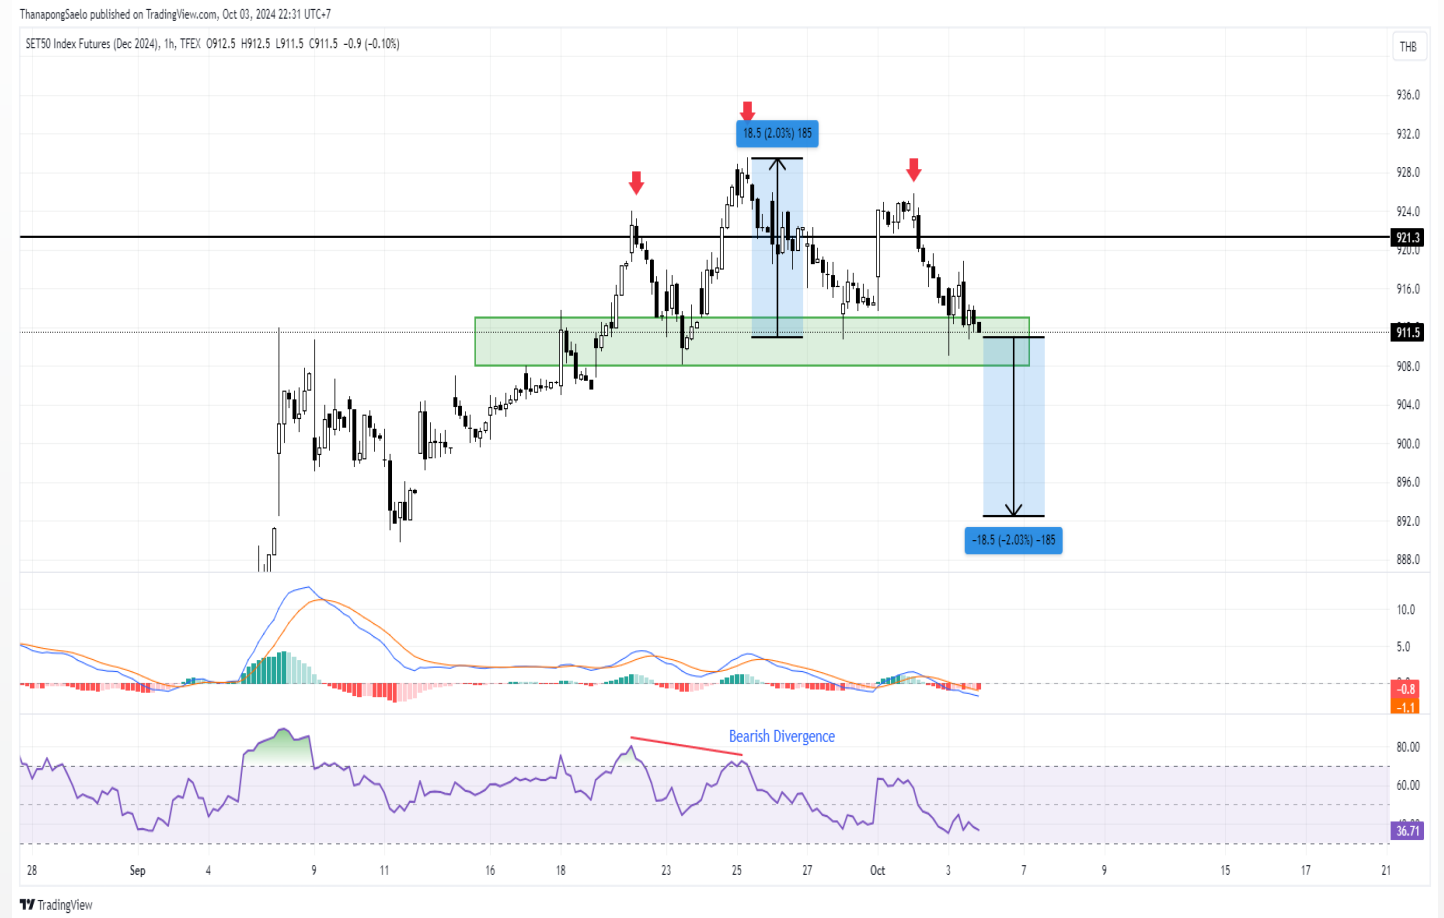 ThanapongSaelo published on TradingView.com, Oct 03, 2024 22:31 UTC+7
SET50 Index Futures (Dec 2024), 1h, TFEX O912.5 H912.5 L911.5 C911.5 −0.9 (−0.10%)
THB
936.0
18.5 (2.03%) 185
932.0
928.0
924.0
921.3
920.0
916.0
911.5
908.0
904.0
900.0
896.0
892.0
−18.5 (−2.03%) −185
888.0
10.0
5.0
−0.8
−1.1
Bearish Divergence
80.00
60.00
36.71
28 Sep 4 9 11 16 18 23 25 27 Oct 3 7 9 15 17 21
TradingView